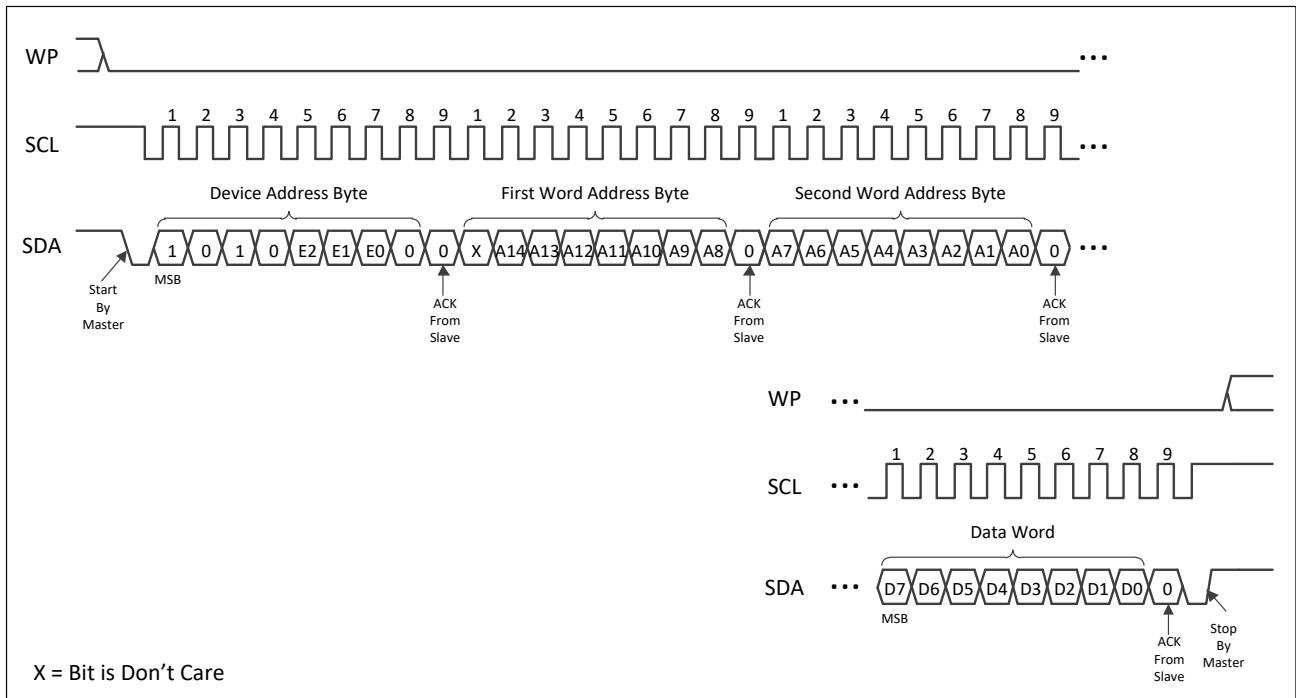 WP ...
1 2 3 4 5 6 7 8 9 1 2 3 4 5 6 7 8 9 1 2 3 4 5 6 7 8 9
SCL ...
Device Address Byte First Word Address Byte Second Word Address Byte
SDA 1 0 1 0 E2 E1 E0 0 0 X A14 A13 A12 A11 A10 A9 A8 0 A7 A6 A5 A4 A3 A2 A1 A0 0 ...
MSB
Start
By
Master
ACK
From
Slave
ACK
From
Slave
ACK
From
Slave
WP ...
1 2 3 4 5 6 7 8 9
SCL ...
Data Word
SDA ... D7 D6 D5 D4 D3 D2 D1 D0 0
MSB
ACK
From
Slave
Stop
By
Master
X = Bit is Don't Care